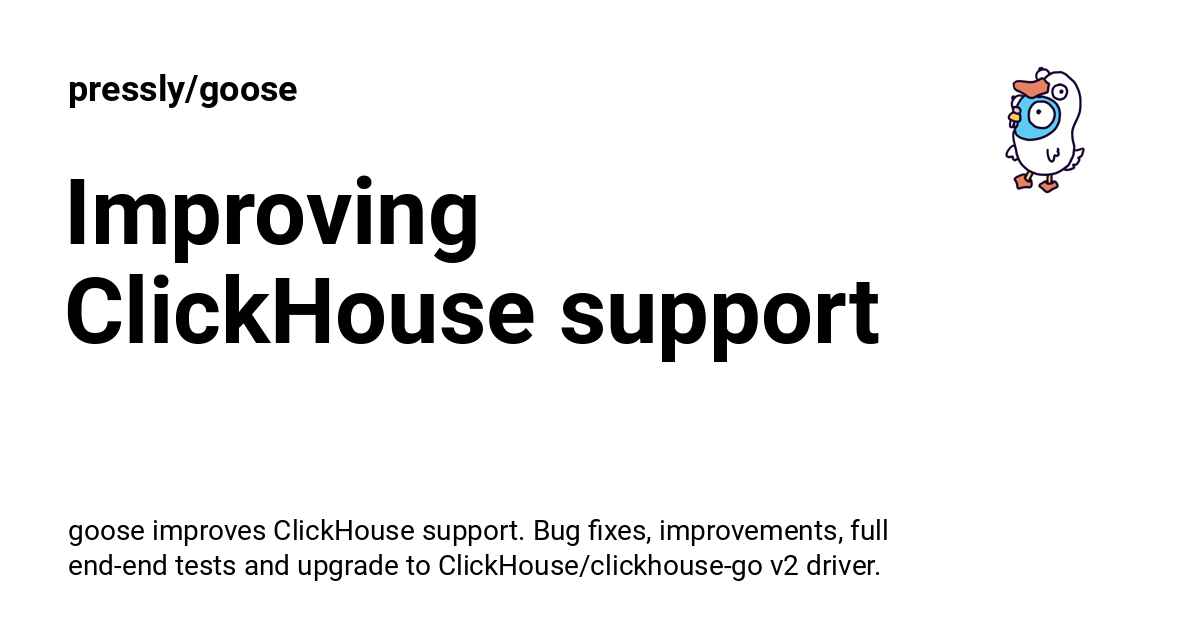 pressly/goose
Improving
ClickHouse support
goose improves ClickHouse support. Bug fixes, improvements, full
end-end tests and upgrade to ClickHouse/clickhouse-go v2 driver.